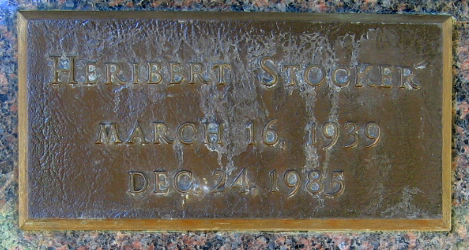 HERIBERT STOCKER
MARCH 16, 1939
DEC. 24, 1985